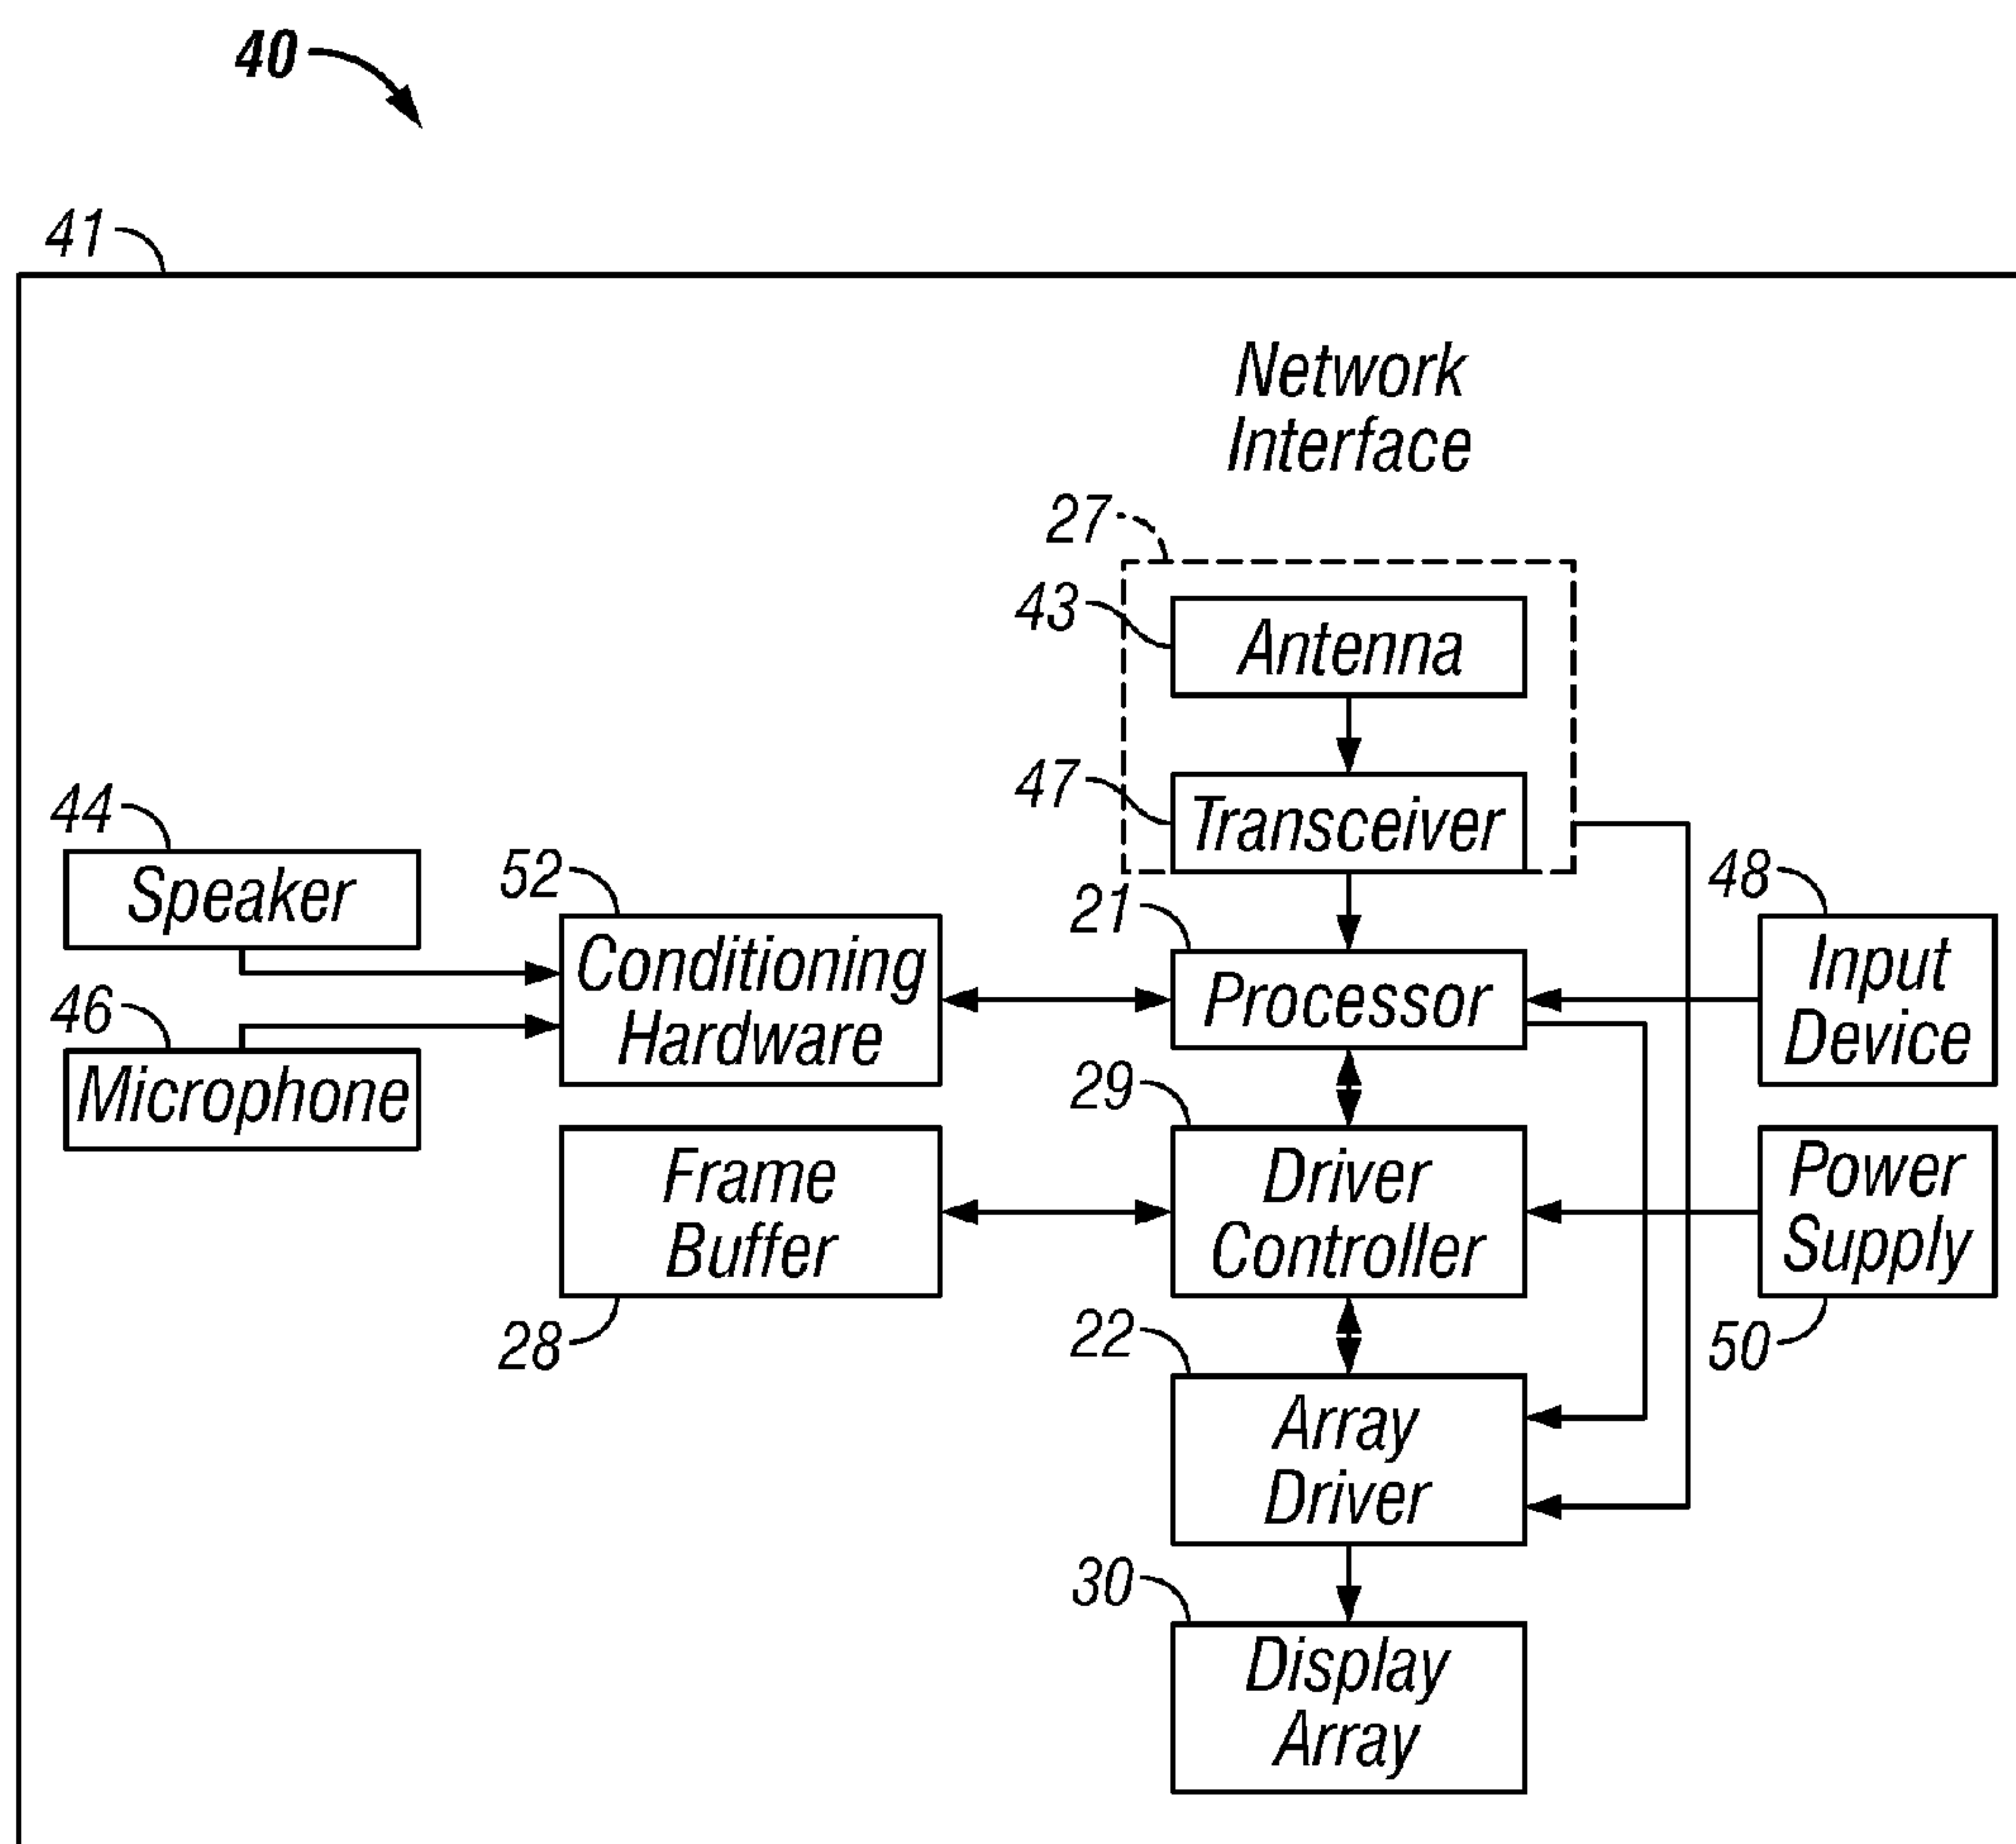 40
41
Network
Interface
27
43
Antenna
47
Transceiver
44
Speaker
52
Conditioning
Hardware
21
Processor
48
Input
Device
46
Microphone
29
Driver
Controller
Frame
Buffer
28
Power
Supply
50
22
Array
Driver
30
Display
Array